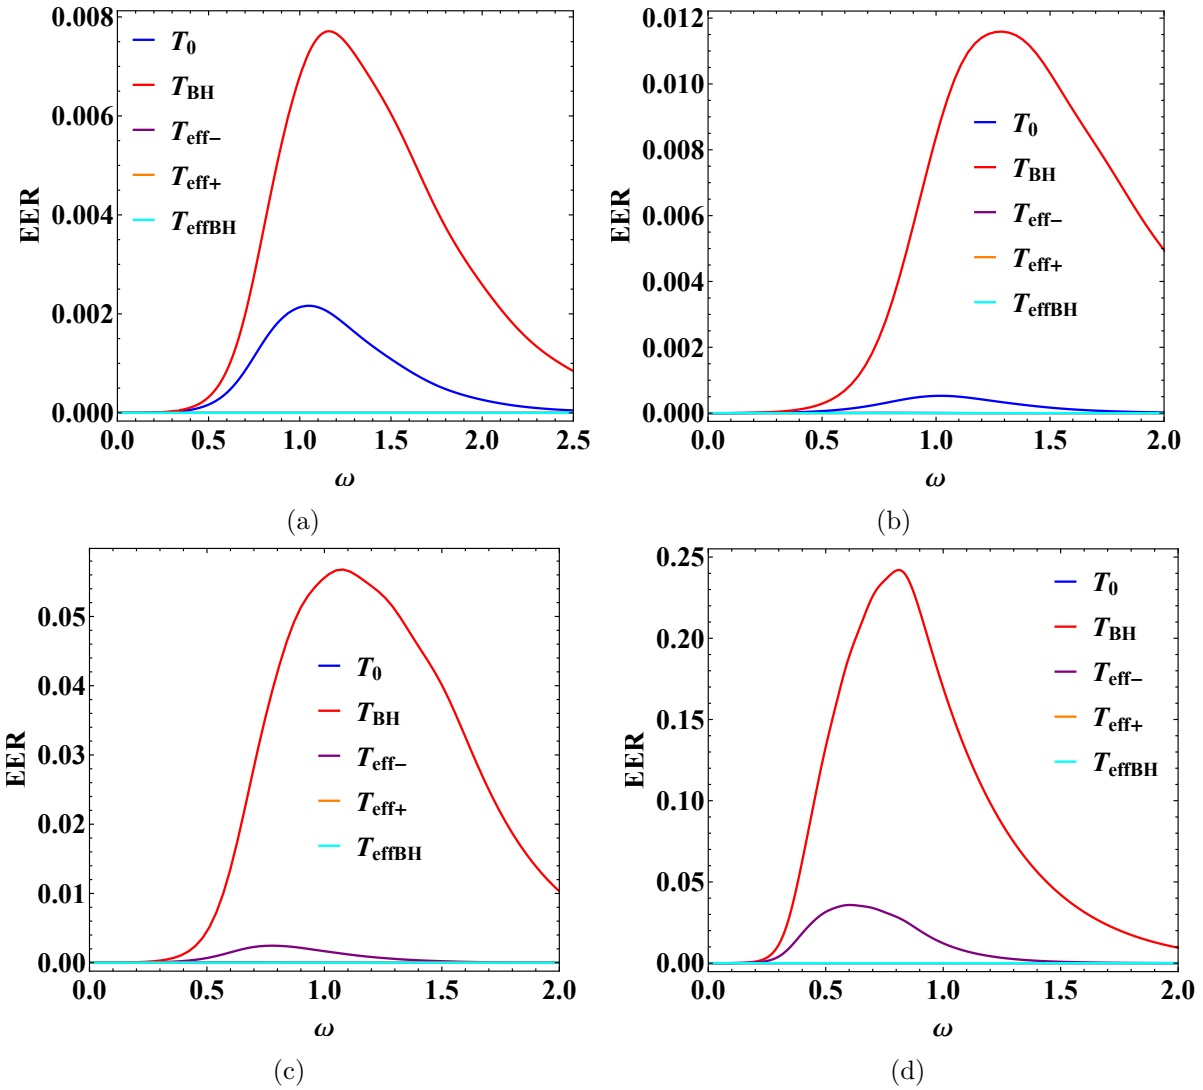 0.008
0.006
0.004
0.002
0.000
EER
T0
TBH
Teff−
Teff+
TeffBH
0.0 0.5 1.0 1.5 2.0 2.5
ω
(a)
0.012
0.010
0.008
0.006
0.004
0.002
0.000
EER
T0
TBH
Teff−
Teff+
TeffBH
0.0 0.5 1.0 1.5 2.0
ω
(b)
0.05
0.04
0.03
0.02
0.01
0.00
EER
T0
TBH
Teff−
Teff+
TeffBH
0.0 0.5 1.0 1.5 2.0
ω
(c)
0.25
0.20
0.15
0.10
0.05
0.00
EER
T0
TBH
Teff−
Teff+
TeffBH
0.0 0.5 1.0 1.5 2.0
ω
(d)